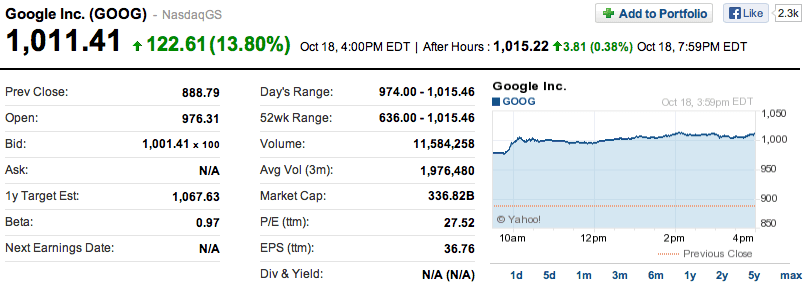 Google Inc. (GOOG) - NasdaqGS
Add to Portfolio
Like 2.3k
1,011.41 122.61(13.80%) Oct 18, 4:00PM EDT | After Hours : 1,015.22 3.81 (0.38%) Oct 18, 7:59PM EDT
Prev Close: 888.79
Open: 976.31
Bid: 1,001.41 x 100
Ask: N/A
1y Target Est: 1,067.63
Beta: 0.97
Next Earnings Date: N/A
Day's Range: 974.00 - 1,015.46
52wk Range: 636.00 - 1,015.46
Volume: 11,584,258
Avg Vol (3m): 1,976,480
Market Cap: 336.82B
P/E (ttm): 27.52
EPS (ttm): 36.76
Div & Yield: N/A (N/A)
Google Inc.
GOOG Oct 18, 3:59pm EDT
1,050
1,000
950
900
850
© Yahoo!
10am 12pm 2pm 4pm
Previous Close
1d 5d 1m 3m 6m 1y 2y 5y max